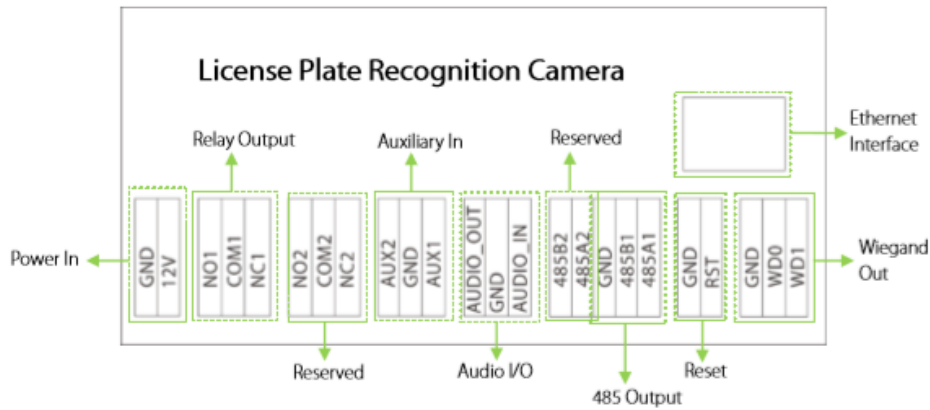 License Plate Recognition Camera
Ethernet
Interface
Relay Output
Auxiliary In
Reserved
Power In
GND
12V
NO1
COM1
NC1
NO2
COM2
NC2
AUX2
GND
AUX1
AUDIO_OUT
GND
AUDIO_IN
485B2
485A2
GND
485B1
485A1
GND
RST
GND
WD0
WD1
Wiegand
Out
Reserved
Audio I/O
485 Output
Reset